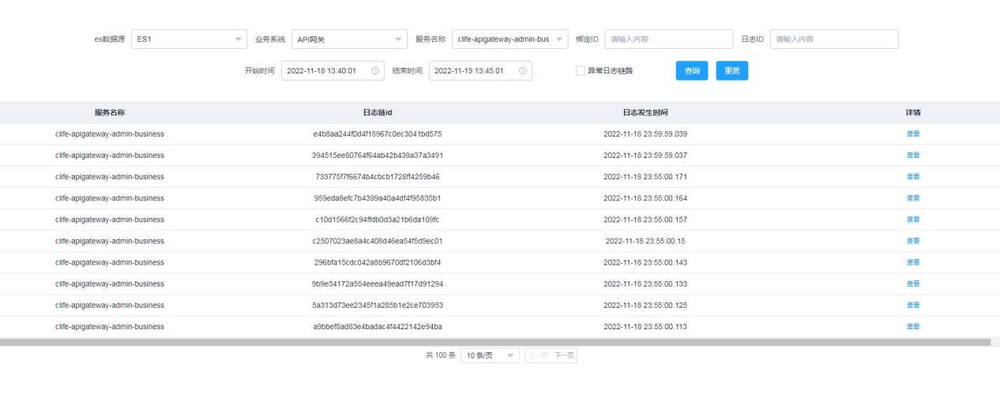 es数据源 ES1 业务系统 API网关 服务名称 clife-apigateway-admin-bus 绑定ID 请输入内容 日志ID 请输入内容
开始时间 2022-11-18 13:40:01 结束时间 2022-11-19 13:45:01 异常日志链路 查询 重置
服务名称 日志链id 日志发生时间 详情
clife-apigateway-admin-business e4b8aa244f0d4f15967c0ec3041bd575 2022-11-18 23:59:59.039 查看
clife-apigateway-admin-business 394515ee80764f64ab42b439a37a3491 2022-11-18 23:59:59.037 查看
clife-apigateway-admin-business 733775f7f6674b4cbcb1728ff4259b46 2022-11-18 23:55:00.171 查看
clife-apigateway-admin-business 959eda8efc7b4399a40a4df4f95835b1 2022-11-18 23:55:00.164 查看
clife-apigateway-admin-business c10d1566f2c94ffdb0d3a21b6da109fc 2022-11-18 23:55:00.157 查看
clife-apigateway-admin-business c2507023ae8a4c408d46ea54f5d9ec01 2022-11-18 23:55:00.15 查看
clife-apigateway-admin-business 296bfa15cdc042a8b9670df2106d3bf4 2022-11-18 23:55:00.143 查看
clife-apigateway-admin-business 9b9e34172a554eeea49ead7f17d91294 2022-11-18 23:55:00.133 查看
clife-apigateway-admin-business 5a313d73ee2345f1a285b1e2ce703953 2022-11-18 23:55:00.125 查看
clife-apigateway-admin-business a9bbef8ad83e4badac4f4422142e94ba 2022-11-18 23:55:00.113 查看
共 100 条 10 条/页 上一页 下一页